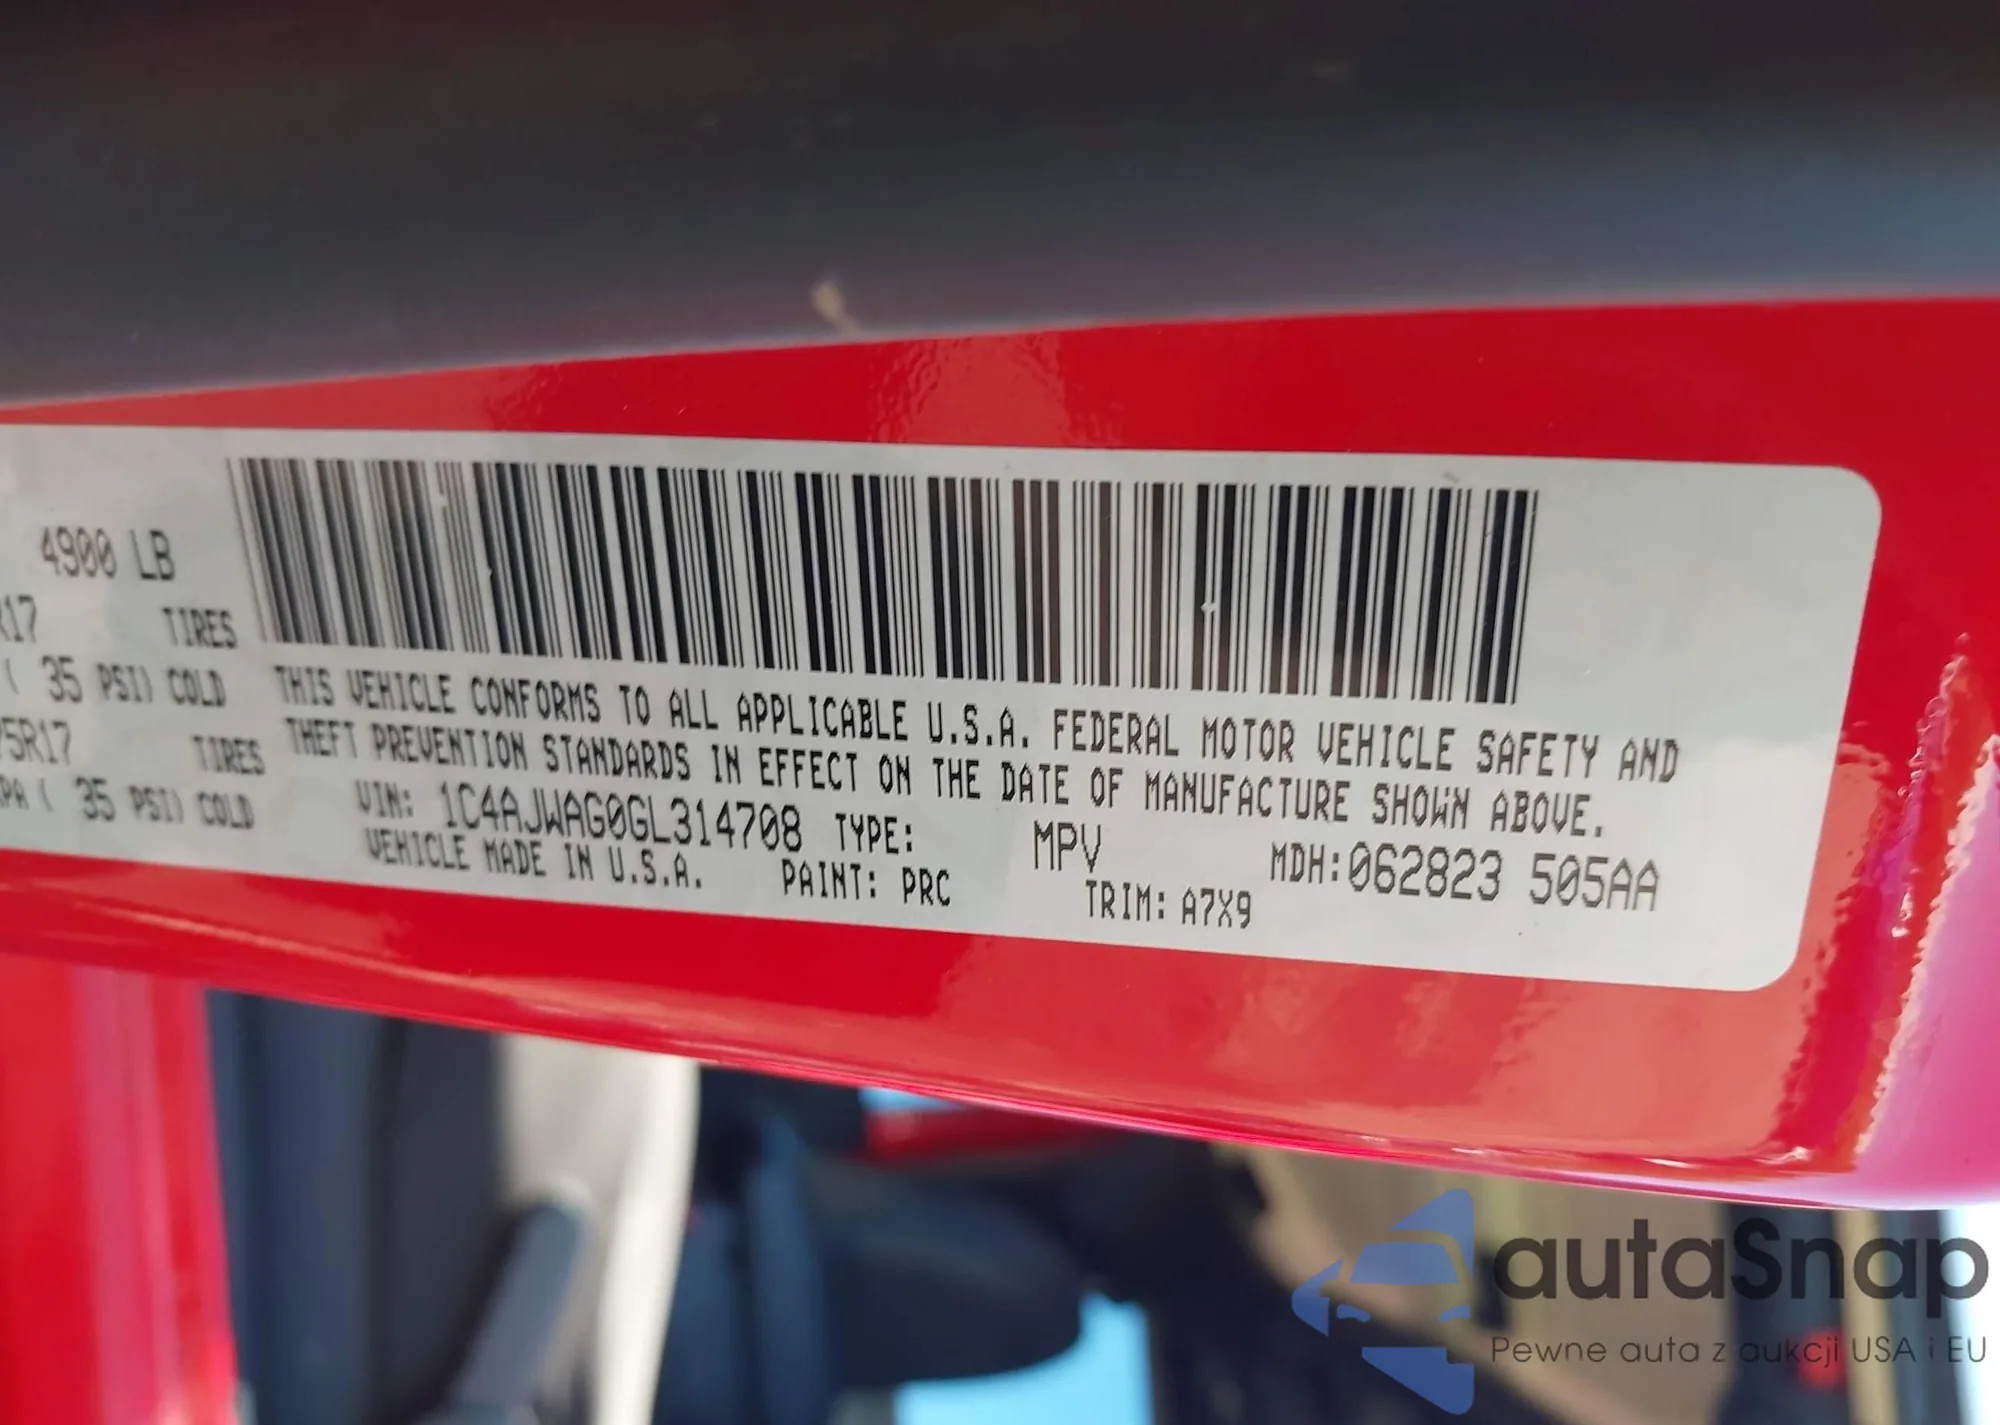 4900 LB
R17 TIRES
( 35 PSI) COLD
75R17 TIRES
PA ( 35 PSI) COLD
THIS VEHICLE CONFORMS TO ALL APPLICABLE U.S.A. FEDERAL MOTOR VEHICLE SAFETY AND
THEFT PREVENTION STANDARDS IN EFFECT ON THE DATE OF MANUFACTURE SHOWN ABOVE.
VIN: 1C4AJWAG0GL314708 TYPE: MPV MDH:062823 505AA
VEHICLE MADE IN U.S.A. PAINT: PRC TRIM: A7X9
autaSnap
Pewne auta z aukcji USA i EU